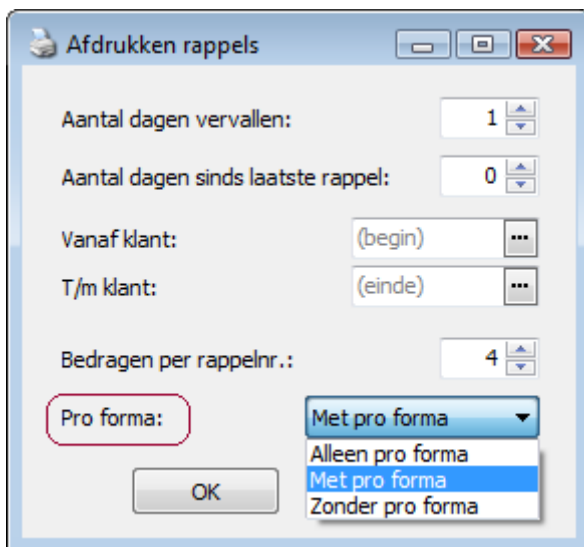 Afdrukken rappels
Aantal dagen vervallen: 1
Aantal dagen sinds laatste rappel: 0
Vanaf klant: (begin) ...
T/m klant: (einde) ...
Bedragen per rappelnr.: 4
Pro forma: Met pro forma
Alleen pro forma
Met pro forma
Zonder pro forma
OK